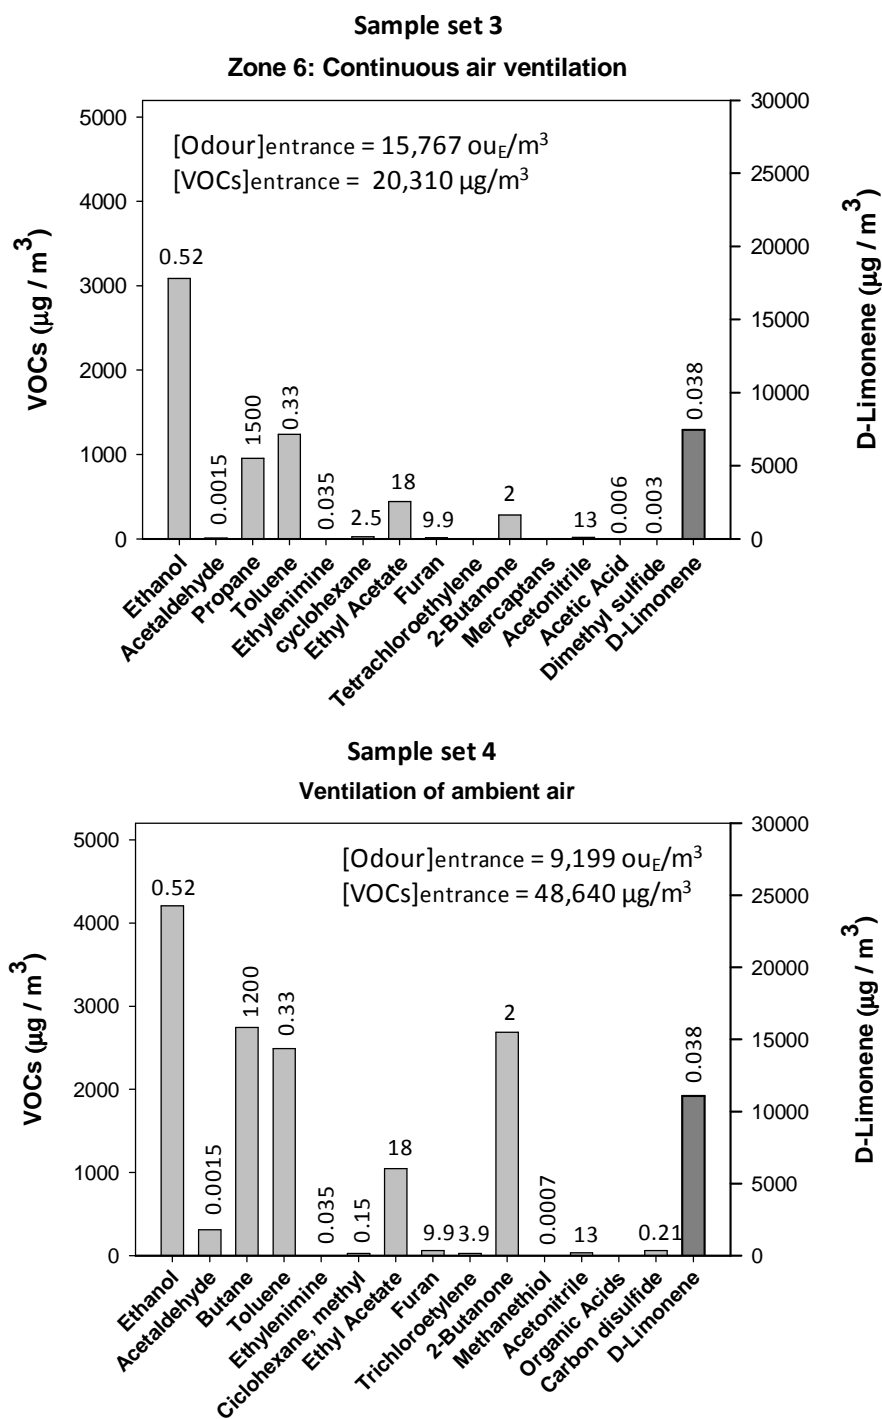 Sample set 3
Zone 6: Continuous air ventilation
[Odour]entrance = 15,767 ouE/m3
[VOCs]entrance = 20,310 µg/m3
VOCs (µg / m3)
5000
4000
3000
2000
1000
0
0.52
0.0015
1500
0.33
0.035
2.5
18
9.9
2
13
0.006
0.003
0.038
30000
25000
20000
15000
10000
5000
0
D-Limonene (µg / m3)
Ethanol
Acetaldehyde
Propane
Toluene
Ethylenimine
cyclohexane
Ethyl Acetate
Furan
Tetrachloroethylene
2-Butanone
Mercaptans
Acetonitrile
Acetic Acid
Dimethyl sulfide
D-Limonene
Sample set 4
Ventilation of ambient air
[Odour]entrance = 9,199 ouE/m3
[VOCs]entrance = 48,640 µg/m3
VOCs (µg / m3)
5000
4000
3000
2000
1000
0
0.52
0.0015
1200
0.33
0.035
0.15
18
9.9
3.9
2
0.0007
13
0.21
0.038
30000
25000
20000
15000
10000
5000
0
D-Limonene (µg / m3)
Ethanol
Acetaldehyde
Butane
Toluene
Ethylenimine
Ciclohexane, methyl
Ethyl Acetate
Furan
Trichloroetylene
2-Butanone
Methanethiol
Acetonitrile
Organic Acids
Carbon disulfide
D-Limonene